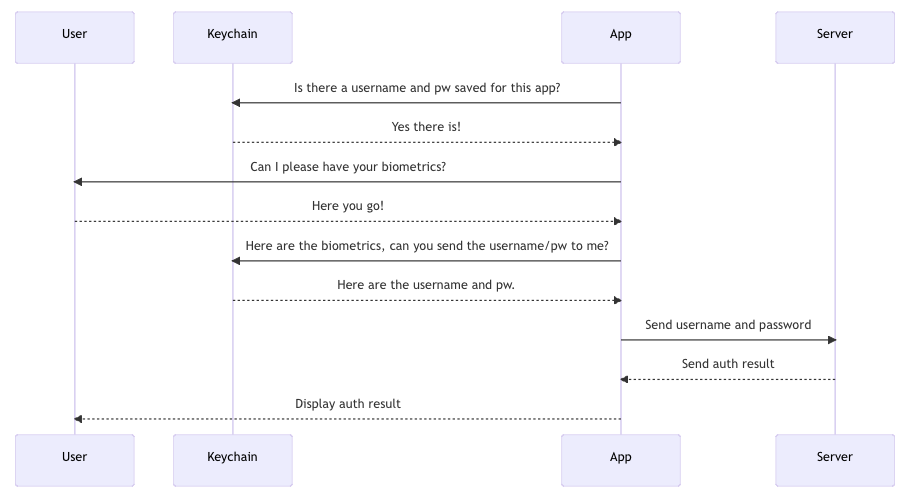 User
Keychain
App
Server
Is there a username and pw saved for this app?
Yes there is!
Can I please have your biometrics?
Here you go!
Here are the biometrics, can you send the username/pw to me?
Here are the username and pw.
Send username and password
Send auth result
Display auth result
User
Keychain
App
Server